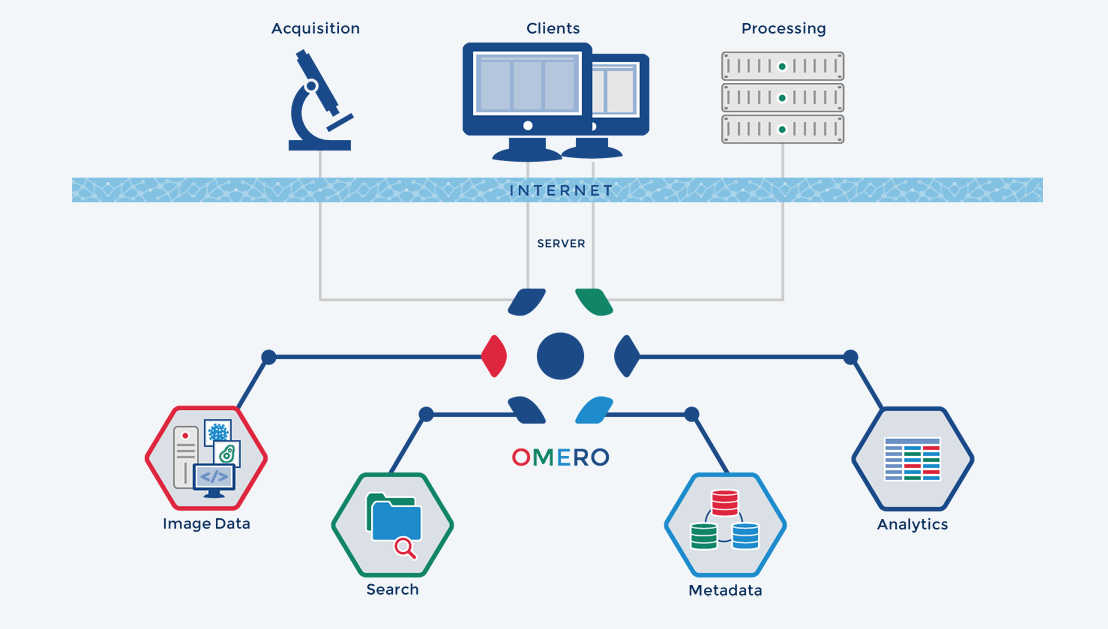 Acquisition
Clients
Processing
INTERNET
SERVER
OMERO
</>
Image Data
Search
Metadata
Analytics